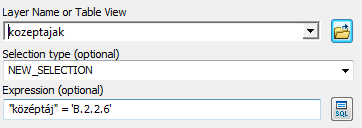 Layer Name or Table View
kozeptajak
Selection type (optional)
NEW_SELECTION
Expression (optional)
"középtáj" = 'B.2.2.6'
SQL